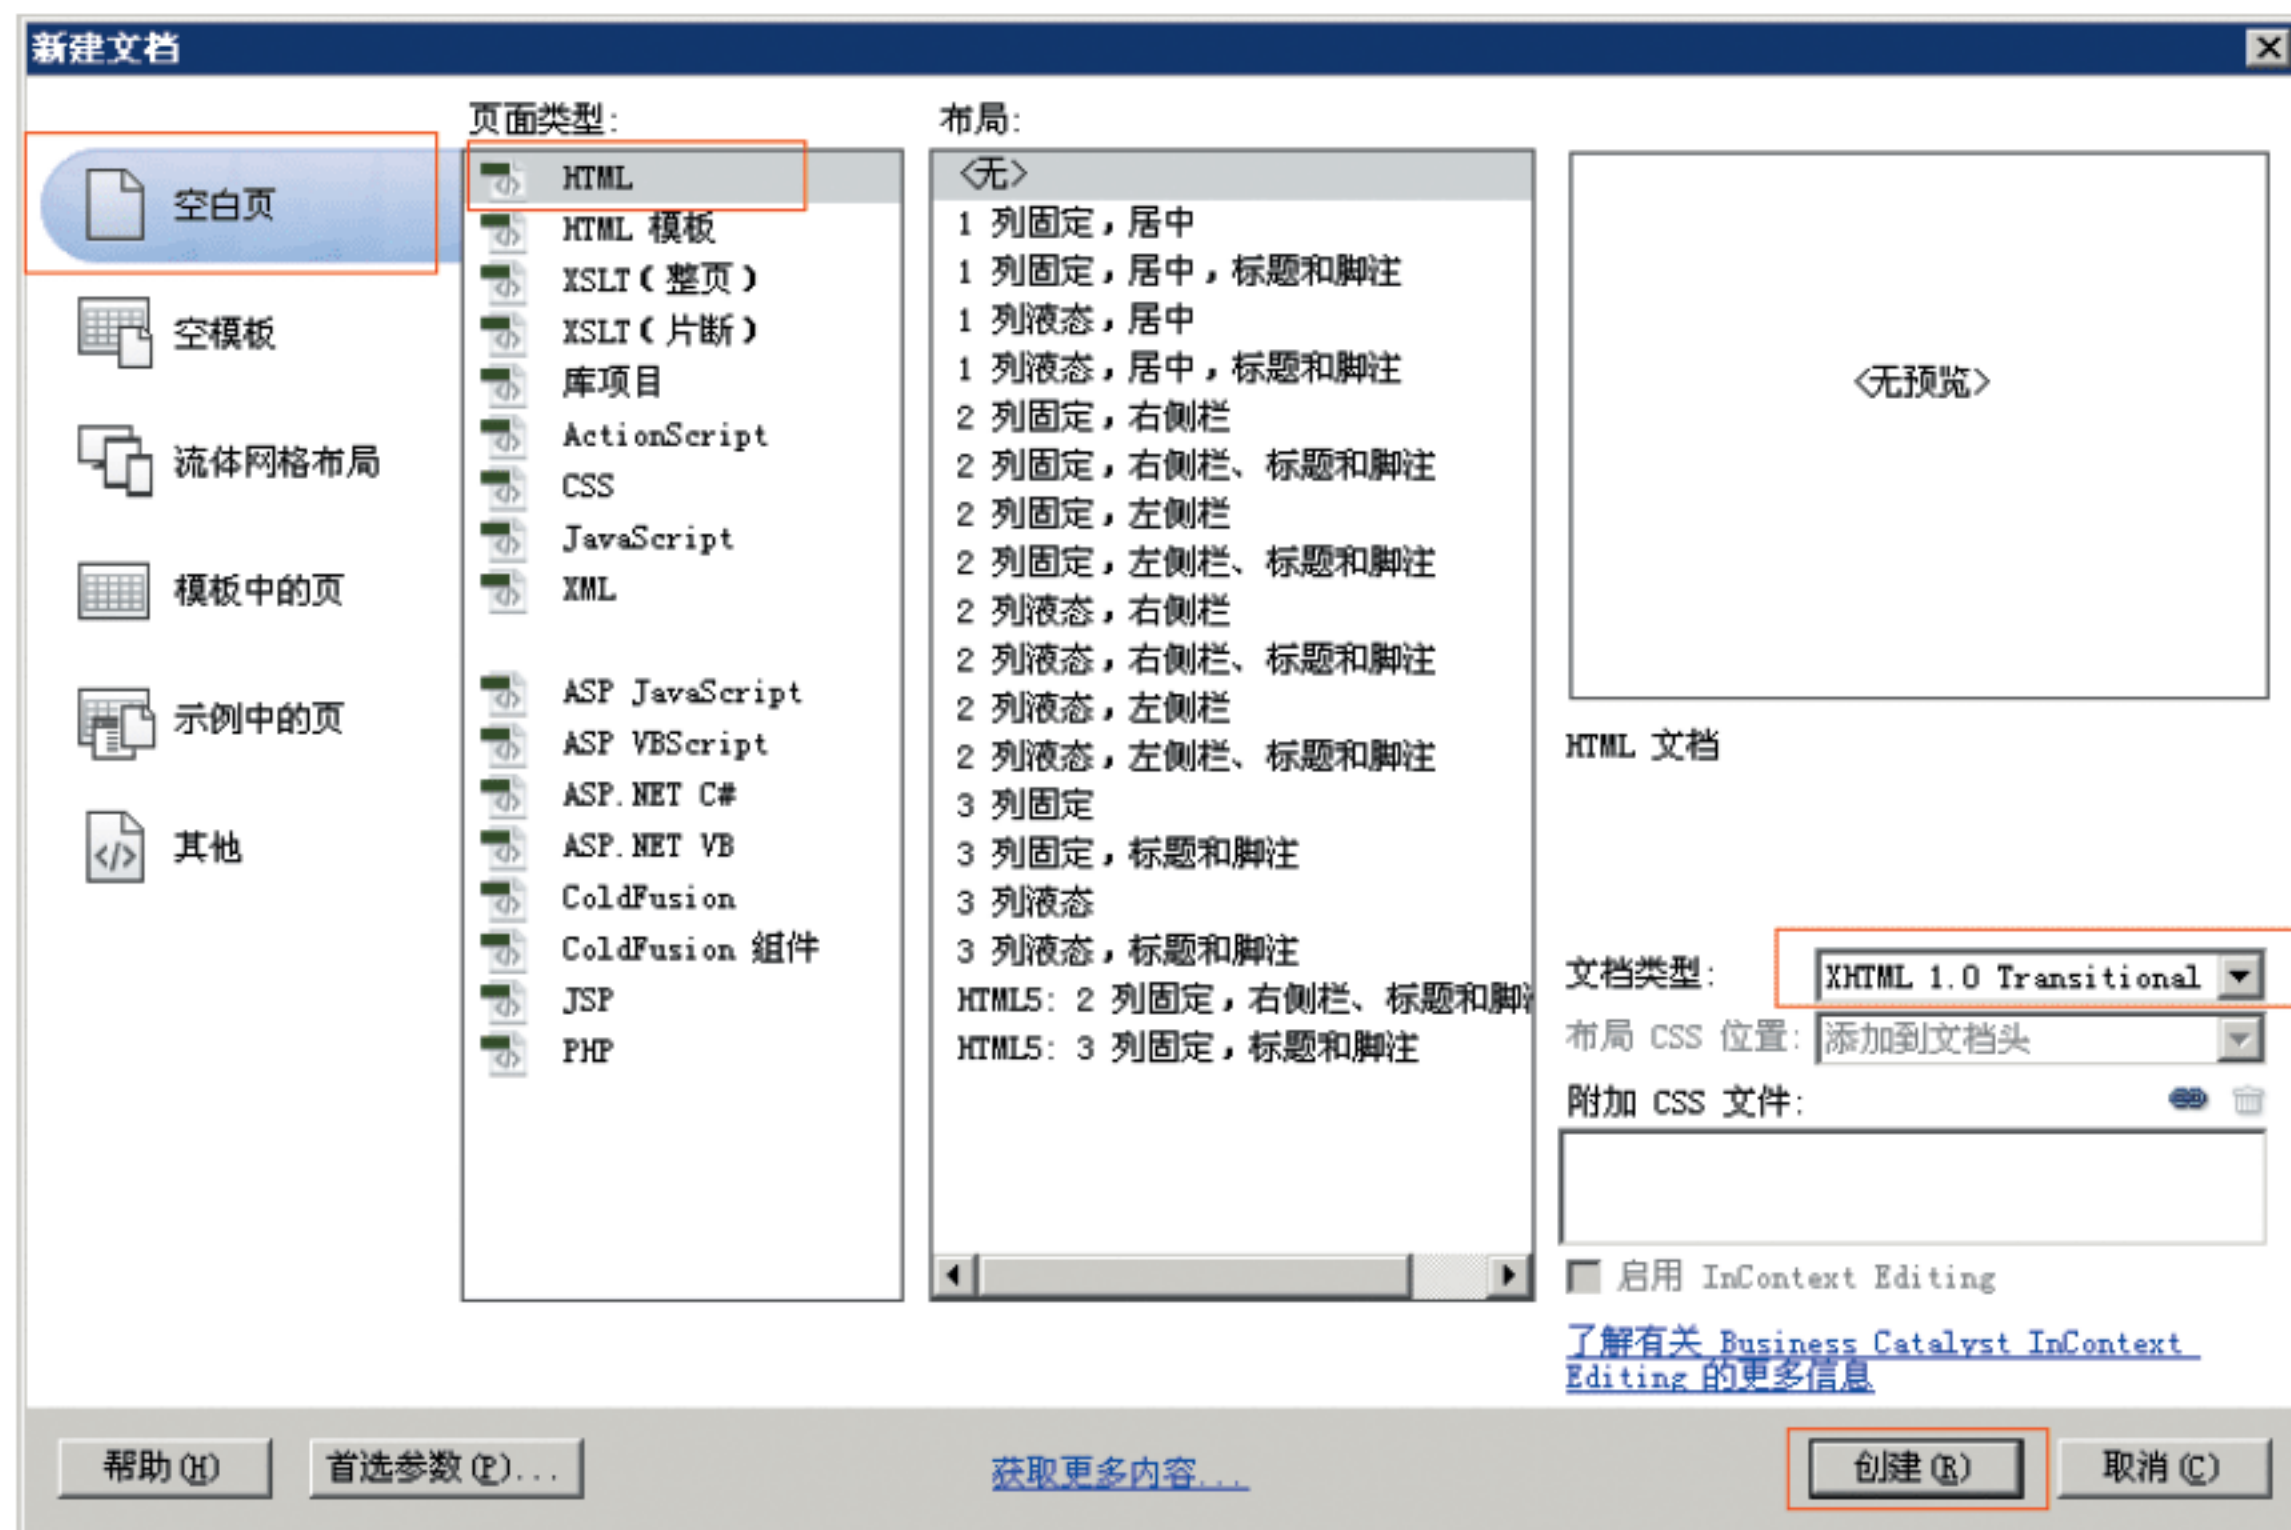 新建文档
空白页
空模板
流体网格布局
模板中的页
示例中的页
其他
页面类型:
HTML
HTML 模板
XSLT(整页)
XSLT(片断)
库项目
ActionScript
CSS
JavaScript
XML
ASP JavaScript
ASP VBScript
ASP.NET C#
ASP.NET VB
ColdFusion
ColdFusion 组件
JSP
PHP
布局:
<无>
1 列固定,居中
1 列固定,居中,标题和脚注
1 列液态,居中
1 列液态,居中,标题和脚注
2 列固定,右侧栏
2 列固定,右侧栏、标题和脚注
2 列固定,左侧栏
2 列固定,左侧栏、标题和脚注
2 列液态,右侧栏
2 列液态,右侧栏、标题和脚注
2 列液态,左侧栏
2 列液态,左侧栏、标题和脚注
3 列固定
3 列固定,标题和脚注
3 列液态
3 列液态,标题和脚注
HTML5: 2 列固定,右侧栏、标题和脚
HTML5: 3 列固定,标题和脚注
<无预览>
HTML 文档
文档类型: XHTML 1.0 Transitional
布局 CSS 位置: 添加到文档头
附加 CSS 文件:
启用 InContext Editing
了解有关 Business Catalyst InContext
Editing 的更多信息
帮助(H) 首选参数(P)... 获取更多内容... 创建(R) 取消(C)